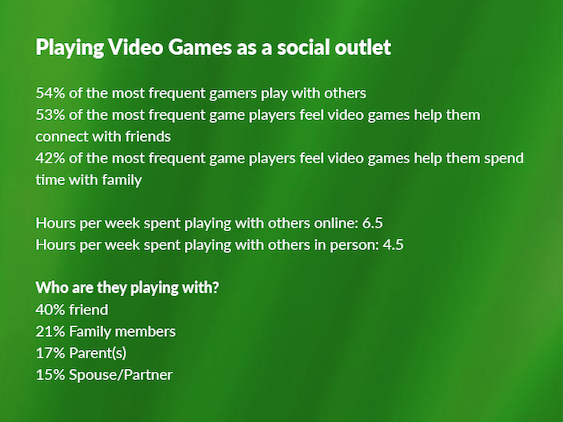 Playing Video Games as a social outlet
54% of the most frequent gamers play with others
53% of the most frequent game players feel video games help them
connect with friends
42% of the most frequent game players feel video games help them spend
time with family
Hours per week spent playing with others online: 6.5
Hours per week spent playing with others in person: 4.5
Who are they playing with?
40% friend
21% Family members
17% Parent(s)
15% Spouse/Partner